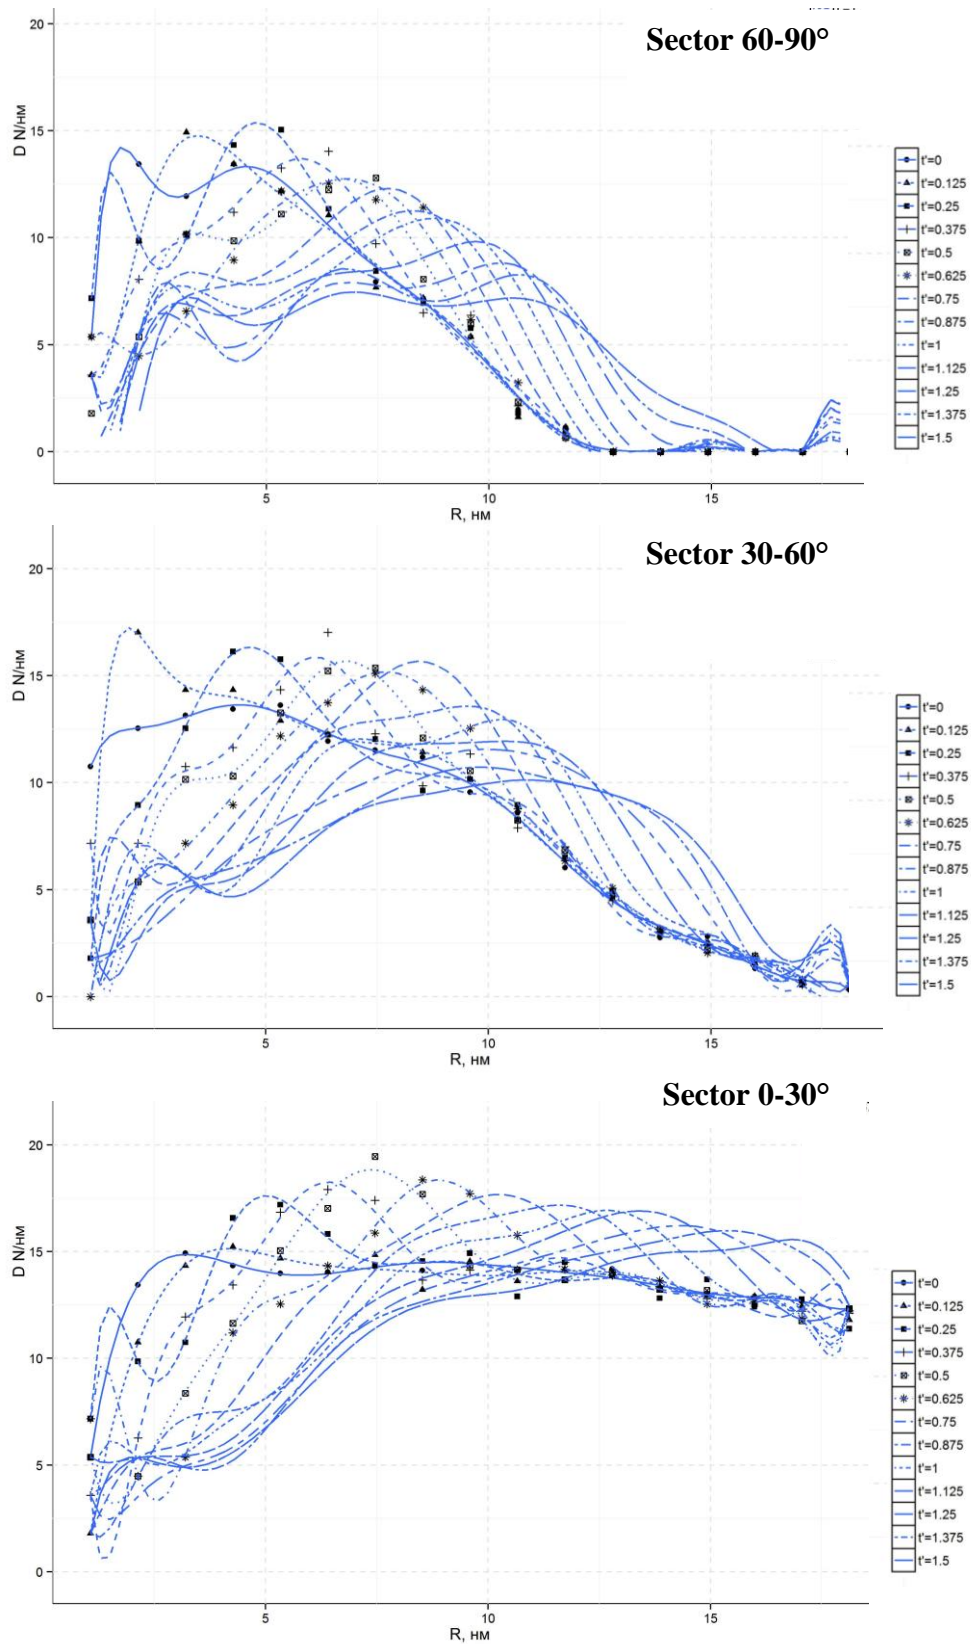 Sector 60-90°
20
15
10
5
0
D N/нм
5
10
15
R, нм
t'=0
t'=0.125
t'=0.25
t'=0.375
t'=0.5
t'=0.625
t'=0.75
t'=0.875
t'=1
t'=1.125
t'=1.25
t'=1.375
t'=1.5
Sector 30-60°
20
15
10
5
0
D N/нм
5
10
15
R, нм
t'=0
t'=0.125
t'=0.25
t'=0.375
t'=0.5
t'=0.625
t'=0.75
t'=0.875
t'=1
t'=1.125
t'=1.25
t'=1.375
t'=1.5
Sector 0-30°
20
15
10
5
0
D N/нм
5
10
15
R, нм
t'=0
t'=0.125
t'=0.25
t'=0.375
t'=0.5
t'=0.625
t'=0.75
t'=0.875
t'=1
t'=1.125
t'=1.25
t'=1.375
t'=1.5